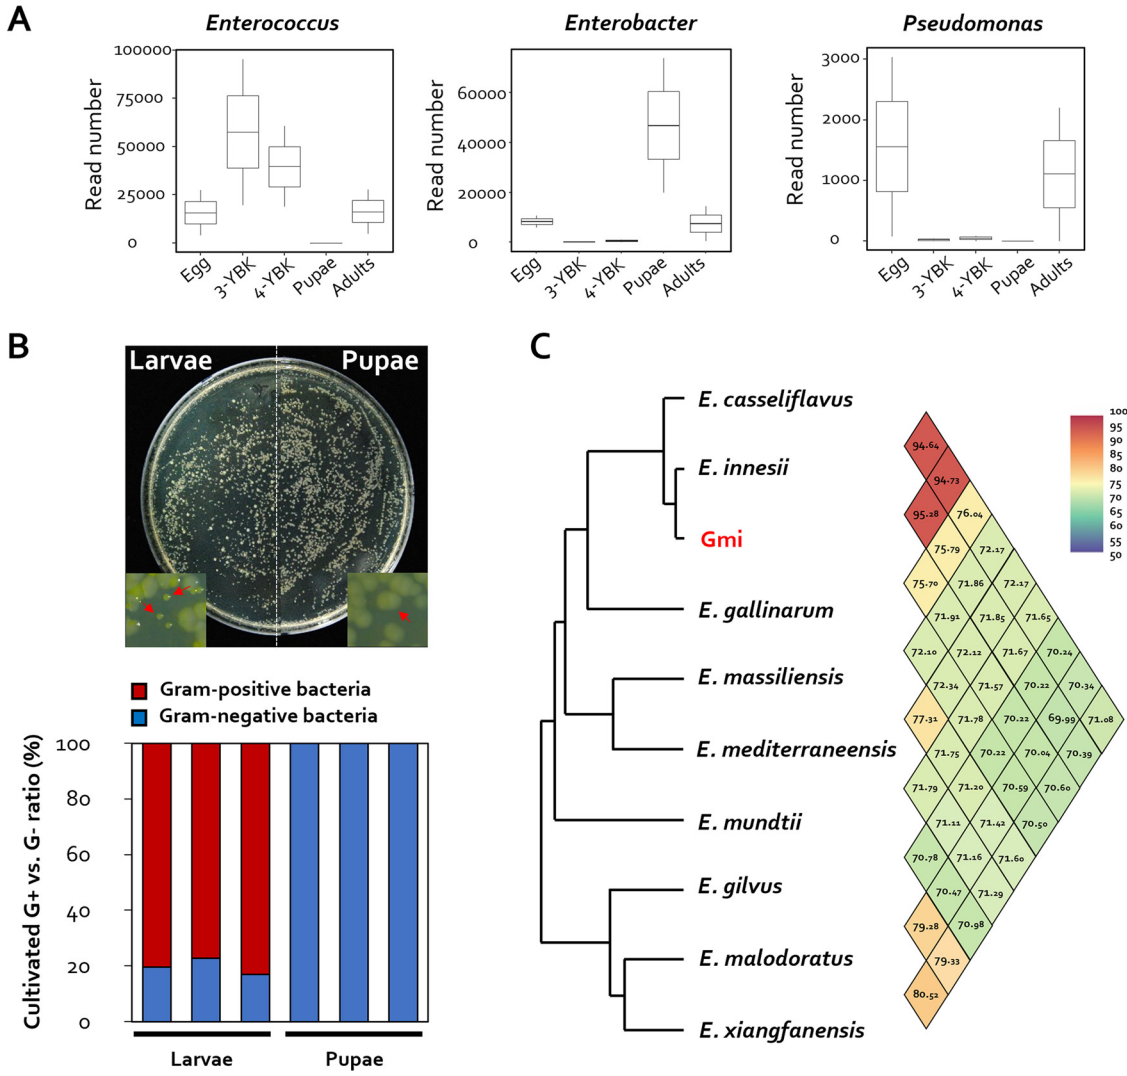 A
Enterococcus
Read number
100000
75000
50000
25000
0
Egg
3-YBK
4-YBK
Pupae
Adults
Enterobacter
Read number
60000
40000
20000
0
Egg
3-YBK
4-YBK
Pupae
Adults
Pseudomonas
Read number
3000
2000
1000
0
Egg
3-YBK
4-YBK
Pupae
Adults
B
Larvae
Pupae
Gram-positive bacteria
Gram-negative bacteria
Cultivated G+ vs. G- ratio (%)
100
80
60
40
20
0
Larvae
Pupae
C
E. casseliflavus
E. innesii
Gmi
E. gallinarum
E. massiliensis
E. mediterraneensis
E. mundtii
E. gilvus
E. malodoratus
E. xiangfanensis
94.64
94.73
95.28
76.04
75.79
72.17
75.70
71.86
72.17
71.91
71.85
71.65
72.10
72.12
71.67
70.24
72.34
71.57
70.22
70.34
77.31
71.78
70.22
69.99
71.08
71.75
70.22
70.04
70.39
71.79
71.20
70.59
70.60
71.11
71.42
70.50
70.78
71.16
71.60
70.47
71.29
79.28
70.98
79.33
80.52
100
95
90
85
80
75
70
65
60
55
50